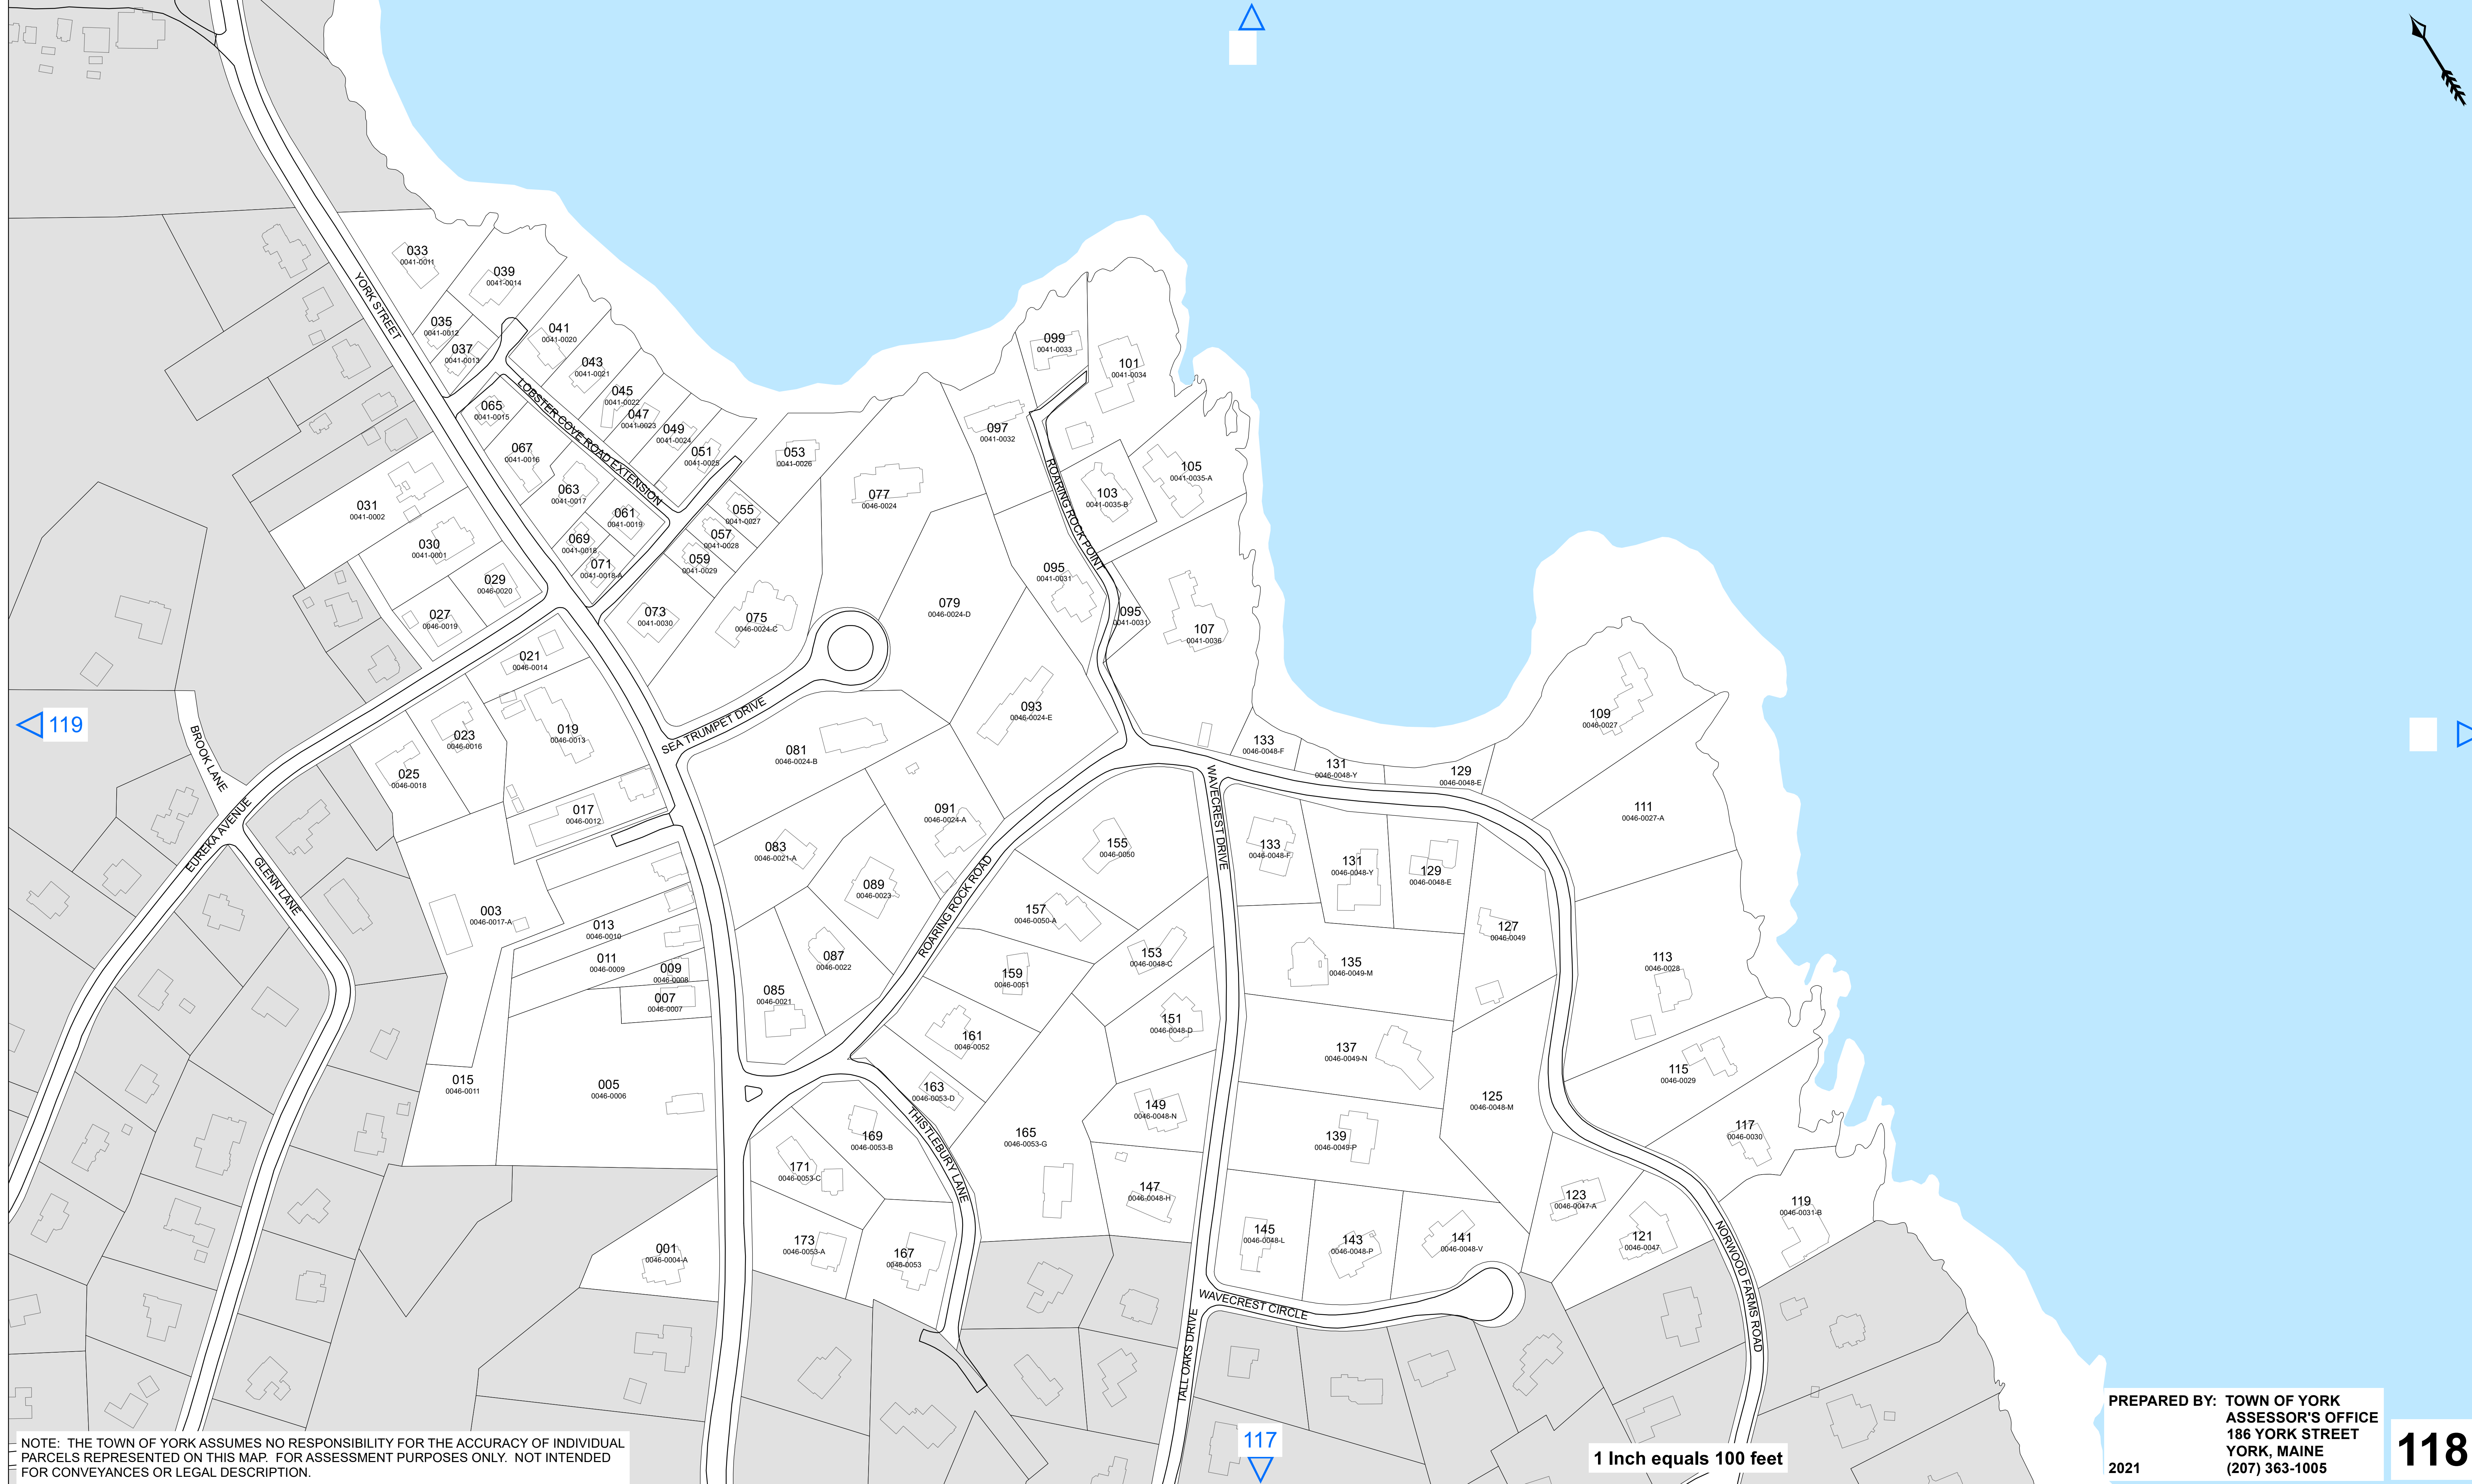 033
0041-0011
039
0041-0014
YORK STREET
035
0041-0012
037
0041-0013
041
0041-0020
043
0041-0021
045
0041-0022
047
0041-0023
049
0041-0024
051
0041-0025
LOBSTER COVE ROAD EXTENSION
065
0041-0015
067
0041-0016
063
0041-0017
061
0041-0019
069
0041-0018
071
0041-0018-A
053
0041-0026
055
0041-0027
057
0041-0028
059
0041-0029
073
0041-0030
075
0046-0024-C
077
0046-0024
079
0046-0024-D
099
0041-0033
101
0041-0034
097
0041-0032
ROARING ROCK POINT
103
0041-0035-B
105
0041-0035-A
095
0041-0031
095
0041-0031
107
0041-0036
031
0041-0002
030
0041-0001
029
0046-0020
027
0046-0019
021
0046-0014
019
0046-0013
023
0046-0016
025
0046-0018
017
0046-0012
119
BROOK LANE
EUREKA AVENUE
GLENN LANE
SEA TRUMPET DRIVE
081
0046-0024-B
093
0046-0024-E
091
0046-0024-A
083
0046-0021-A
089
0046-0023
087
0046-0022
085
0046-0021
ROARING ROCK ROAD
003
0046-0017-A
013
0046-0010
011
0046-0009
009
0046-0008
007
0046-0007
015
0046-0011
005
0046-0006
001
0046-0004-A
133
0046-0048-F
131
0046-0048-Y
129
0046-0048-E
109
0046-0027
111
0046-0027-A
WAVECREST DRIVE
155
0046-0050
157
0046-0050-A
153
0046-0048-C
159
0046-0051
151
0046-0048-D
161
0046-0052
163
0046-0053-D
149
0046-0048-N
165
0046-0053-G
147
0046-0048-H
THISTLEBURY LANE
169
0046-0053-B
171
0046-0053-C
173
0046-0053-A
167
0046-0053
133
0046-0048-F
131
0046-0048-Y
129
0046-0048-E
127
0046-0049
135
0046-0049-M
137
0046-0049-N
125
0046-0048-M
139
0046-0049-P
145
0046-0048-L
143
0046-0048-P
141
0046-0048-V
113
0046-0028
115
0046-0029
117
0046-0030
119
0046-0031-B
123
0046-0047-A
121
0046-0047
NORWOOD FARMS ROAD
WAVECREST CIRCLE
TALL OAKS DRIVE
117
NOTE: THE TOWN OF YORK ASSUMES NO RESPONSIBILITY FOR THE ACCURACY OF INDIVIDUAL
PARCELS REPRESENTED ON THIS MAP. FOR ASSESSMENT PURPOSES ONLY. NOT INTENDED
FOR CONVEYANCES OR LEGAL DESCRIPTION.
1 Inch equals 100 feet
PREPARED BY: TOWN OF YORK
ASSESSOR'S OFFICE
186 YORK STREET
YORK, MAINE
2021 (207) 363-1005
118